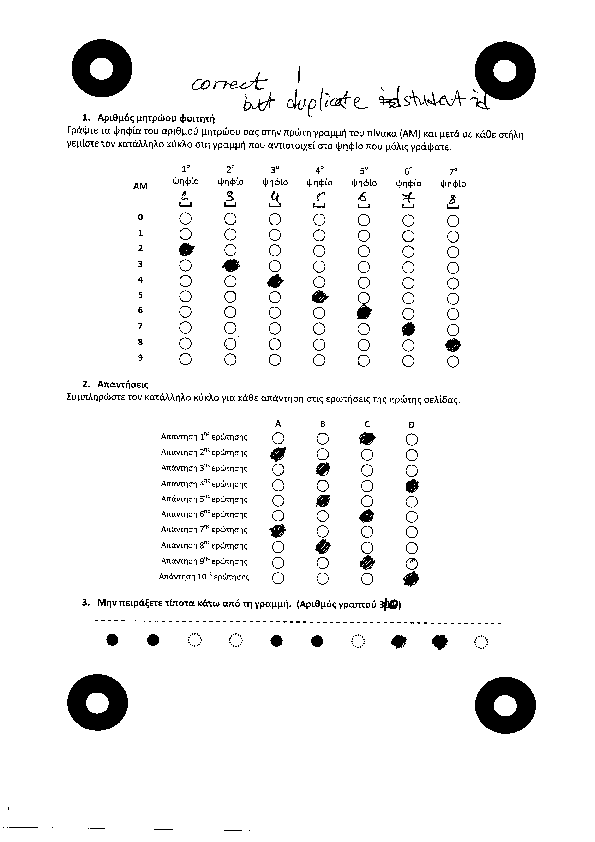 correct
but duplicate student id
1. Αριθμός μητρώου φοιτητή
Γράψτε τα ψηφία του αριθμού μητρώου σας στην πρώτη γραμμή του πίνακα (ΑΜ) και μετά σε κάθε στήλη
γεμίστε τον κατάλληλο κύκλο στη γραμμή που αντιστοιχεί στο ψηφίο που μόλις γράψατε.
1° 2° 3° 4° 5° 6° 7°
ΑΜ ψηφίο ψηφίο ψηφίο ψηφίο ψηφίο ψηφίο ψηφίο
2 3 4 5 6 7 8
0
1
2
3
4
5
6
7
8
9
2. Απαντήσεις
Συμπληρώστε τον κατάλληλο κύκλο για κάθε απάντηση στις ερωτήσεις της πρώτης σελίδας.
A B C D
Απάντηση 1ης ερώτησης
Απάντηση 2ης ερώτησης
Απάντηση 3ης ερώτησης
Απάντηση 4ης ερώτησης
Απάντηση 5ης ερώτησης
Απάντηση 6ης ερώτησης
Απάντηση 7ης ερώτησης
Απάντηση 8ης ερώτησης
Απάντηση 9ης ερώτησης
Απάντηση 10ης ερώτησης
3. Μην πειράξετε τίποτα κάτω από τη γραμμή. (Αριθμός γραπτού